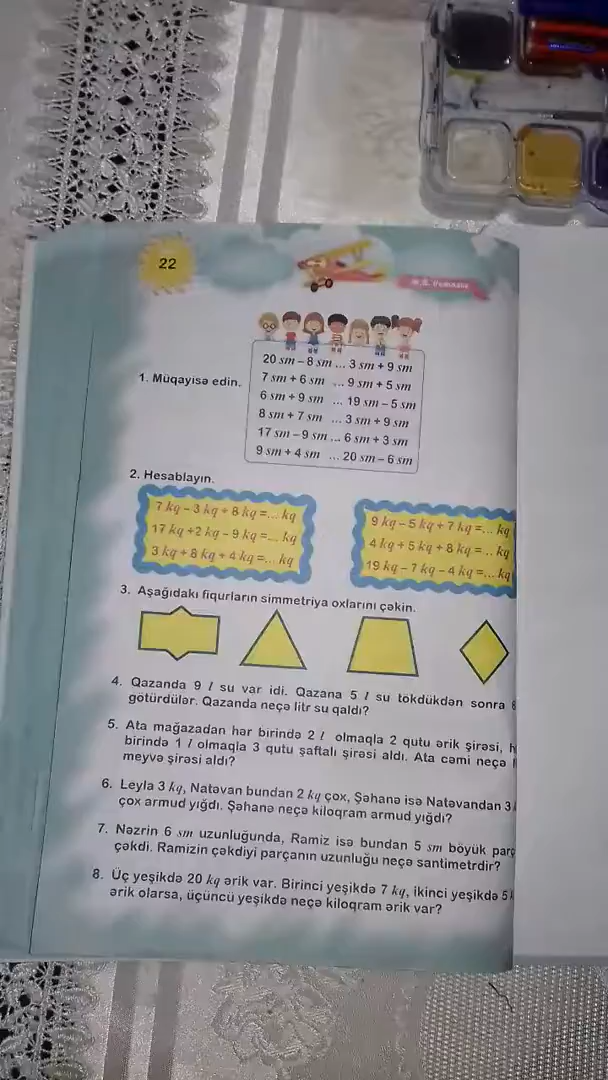 22
1. Müqayisə edin.
20 sm – 8 sm ... 3 sm + 9 sm
7 sm + 6 sm ... 9 sm + 5 sm
6 sm + 9 sm ... 19 sm – 5 sm
8 sm + 7 sm ... 3 sm + 9 sm
17 sm – 9 sm ... 6 sm + 3 sm
9 sm + 4 sm ... 20 sm – 6 sm
2. Hesablayın.
7 kq – 3 kq + 8 kq =... kq
17 kq +2 kq – 9 kq =... kq
3 kq + 8 kq + 4 kq =... kq
9 kq – 5 kq + 7 kq =... kq
4 kq + 5 kq + 8 kq =... kq
19 kq – 7 kq – 4 kq =... kq
3. Aşağıdakı fiqurların simmetriya oxlarını çəkin.
4. Qazanda 9 l su var idi. Qazana 5 l su tökdükdən sonra
götürdülər. Qazanda neçə litr su qaldı?
5. Ata mağazadan hər birində 2 l olmaqla 2 qutu ərik şirəsi,
birində 1 l olmaqla 3 qutu şaftalı şirəsi aldı. Ata cəmi neçə
meyvə şirəsi aldı?
6. Leyla 3 kq, Natəvan bundan 2 kq çox, Şəhanə isə Natəvandan 3
çox armud yığdı. Şəhanə neçə kiloqram armud yığdı?
7. Nəzrin 6 sm uzunluğunda, Ramiz isə bundan 5 sm böyük parç
çəkdi. Ramizin çəkdiyi parçanın uzunluğu neçə santimetrdir?
8. Üç yeşikdə 20 kq ərik var. Birinci yeşikdə 7 kq, ikinci yeşikdə 5
ərik olarsa, üçüncü yeşikdə neçə kiloqram ərik var?